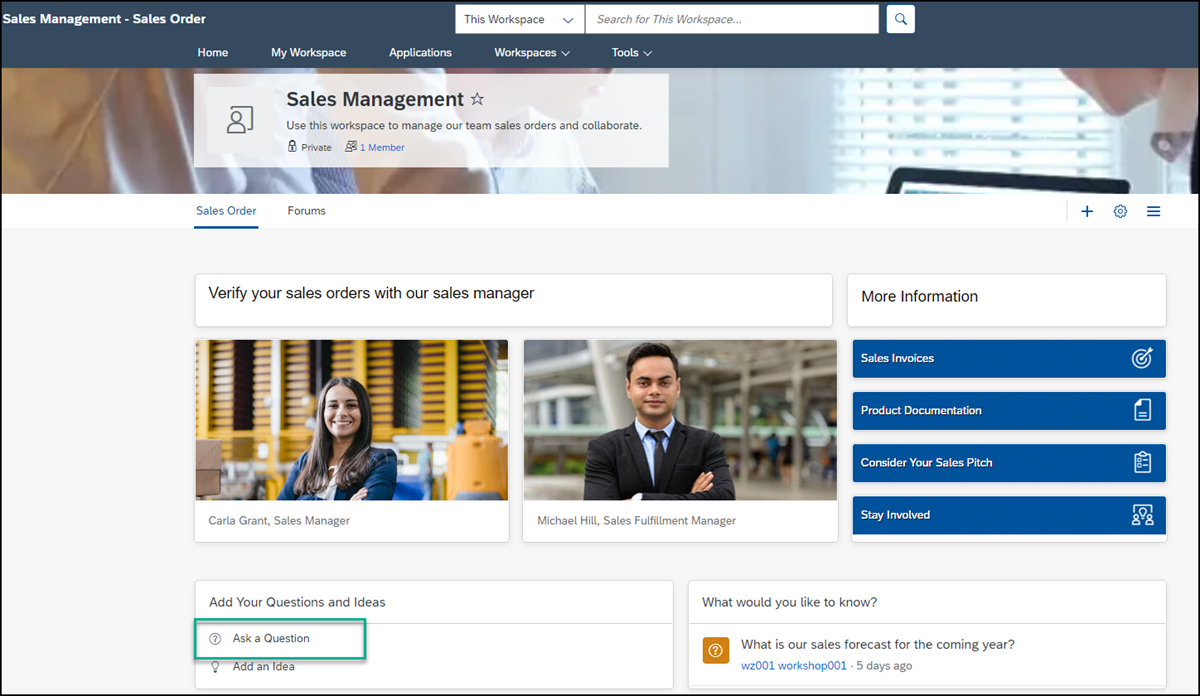 Sales Management - Sales Order
This Workspace
Search for This Workspace...
Home
My Workspace
Applications
Workspaces
Tools
Sales Management
Use this workspace to manage our team sales orders and collaborate.
Private
1 Member
Sales Order
Forums
Verify your sales orders with our sales manager
More Information
Carla Grant, Sales Manager
Michael Hill, Sales Fulfillment Manager
Sales Invoices
Product Documentation
Consider Your Sales Pitch
Stay Involved
Add Your Questions and Ideas
Ask a Question
Add an Idea
What would you like to know?
What is our sales forecast for the coming year?
wz001 workshop001 · 5 days ago